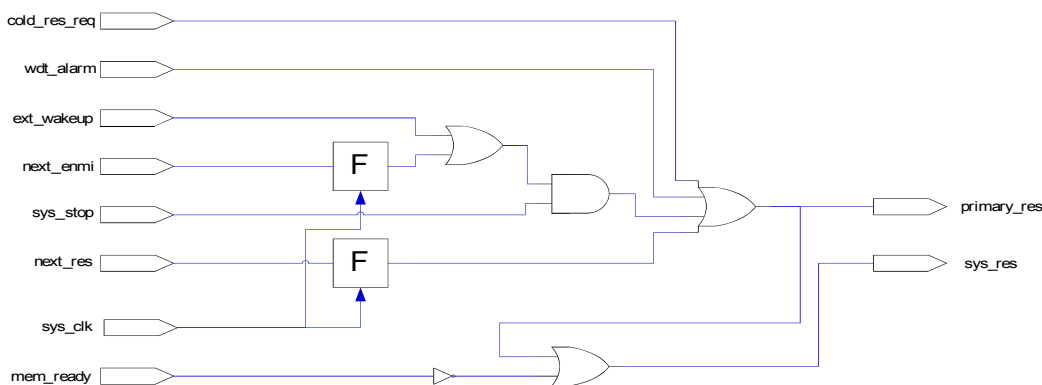 cold_res_req
wdt_alarm
ext_wakeup
next_enmi
F
sys_stop
primary_res
next_res
F
sys_res
sys_clk
mem_ready